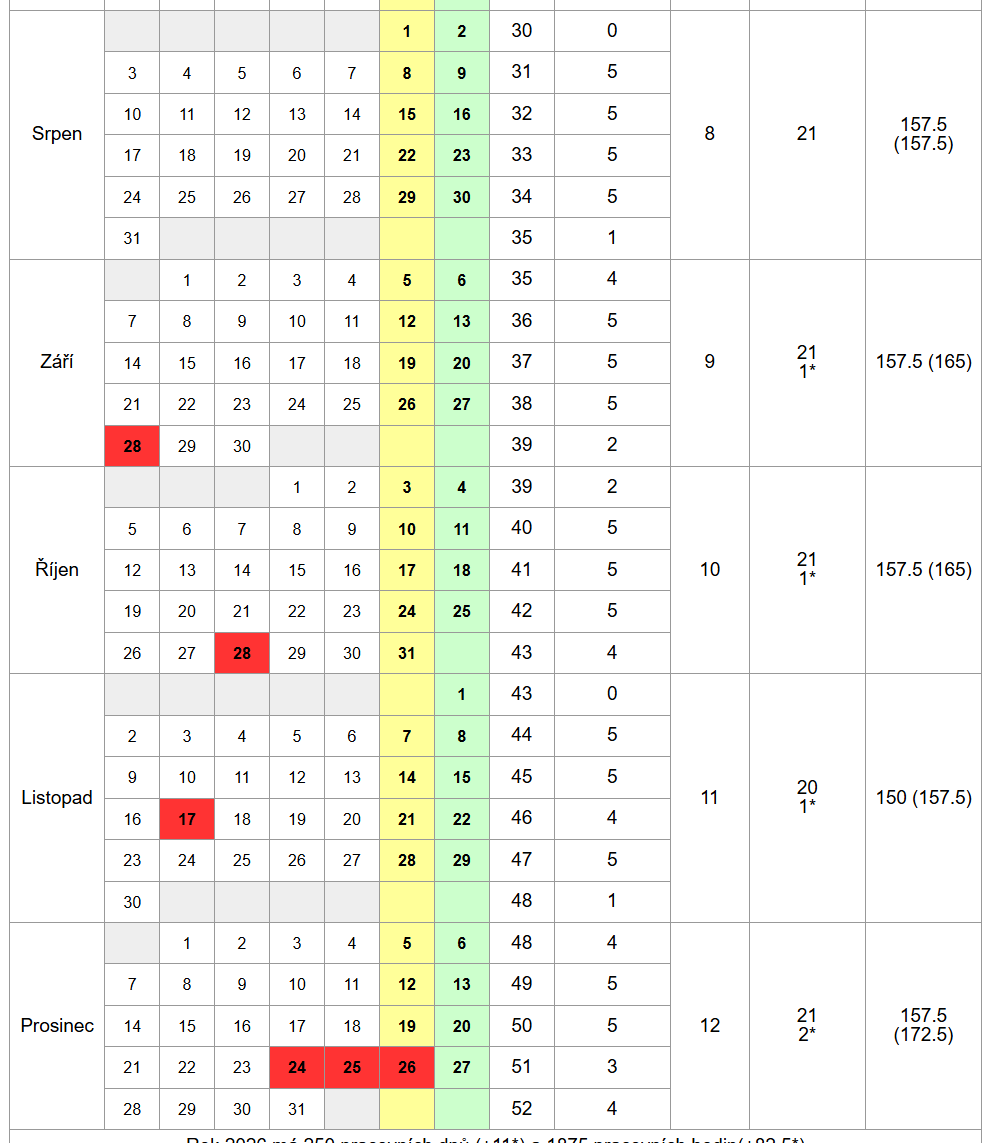 1 2 30 0
3 4 5 6 7 8 9 31 5
10 11 12 13 14 15 16 32 5
Srpen 8 21 157.5 (157.5)
17 18 19 20 21 22 23 33 5
24 25 26 27 28 29 30 34 5
31 35 1
1 2 3 4 5 6 35 4
7 8 9 10 11 12 13 36 5
Září 14 15 16 17 18 19 20 37 5 9 21 1* 157.5 (165)
21 22 23 24 25 26 27 38 5
28 29 30 39 2
1 2 3 4 39 2
5 6 7 8 9 10 11 40 5
Říjen 12 13 14 15 16 17 18 41 5 10 21 1* 157.5 (165)
19 20 21 22 23 24 25 42 5
26 27 28 29 30 31 43 4
1 43 0
2 3 4 5 6 7 8 44 5
9 10 11 12 13 14 15 45 5
Listopad 11 20 1* 150 (157.5)
16 17 18 19 20 21 22 46 4
23 24 25 26 27 28 29 47 5
30 48 1
1 2 3 4 5 6 48 4
7 8 9 10 11 12 13 49 5
Prosinec 14 15 16 17 18 19 20 50 5 12 21 2* 157.5 (172.5)
21 22 23 24 25 26 27 51 3
28 29 30 31 52 4
Rok 2026 má 250 pracovních dnů (+11*) a 1875 pracovních hodin(+82.5*)